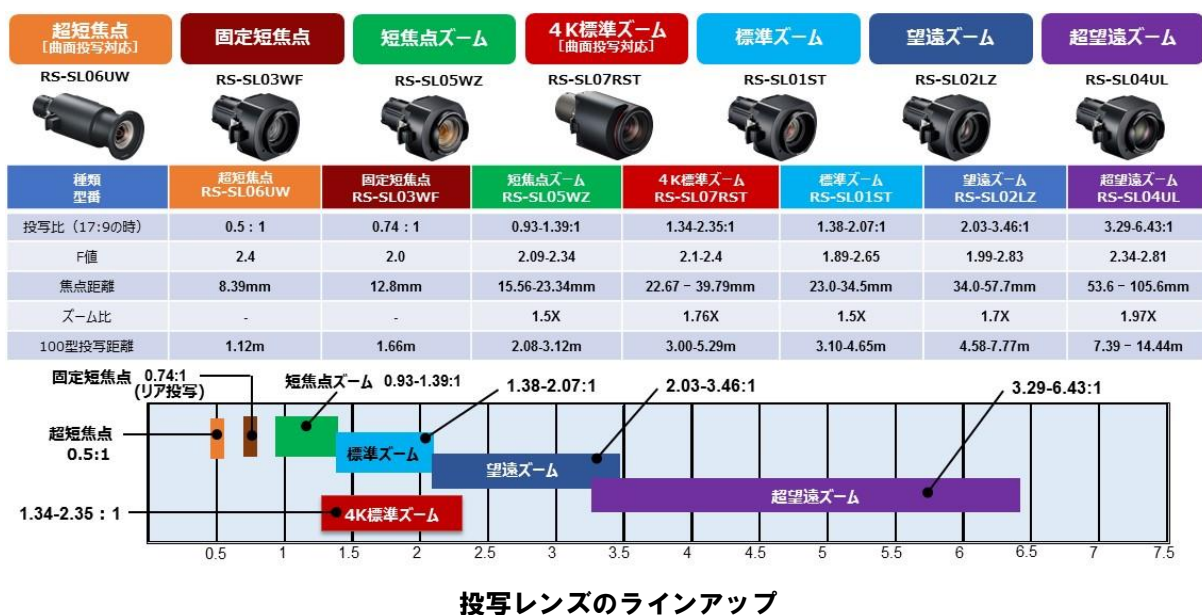 超短焦点 固定短焦点 短焦点ズーム 4K標準ズーム 標準ズーム 望遠ズーム 超望遠ズーム
[曲面投写対応] [曲面投写対応]
RS-SL06UW RS-SL03WF RS-SL05WZ RS-SL07RST RS-SL01ST RS-SL02LZ RS-SL04UL
種類 超短焦点 固定短焦点 短焦点ズーム 4K標準ズーム 標準ズーム 望遠ズーム 超望遠ズーム
型番 RS-SL06UW RS-SL03WF RS-SL05WZ RS-SL07RST RS-SL01ST RS-SL02LZ RS-SL04UL
投写比（17:9の時） 0.5：1 0.74：1 0.93-1.39:1 1.34-2.35:1 1.38-2.07:1 2.03-3.46:1 3.29-6.43:1
F値 2.4 2.0 2.09-2.34 2.1-2.4 1.89-2.65 1.99-2.83 2.34-2.81
焦点距離 8.39mm 12.8mm 15.56-23.34mm 22.67 – 39.79mm 23.0-34.5mm 34.0-57.7mm 53.6 – 105.6mm
ズーム比 - - 1.5X 1.76X 1.5X 1.7X 1.97X
100型投写距離 1.12m 1.66m 2.08-3.12m 3.00-5.29m 3.10-4.65m 4.58-7.77m 7.39 – 14.44m
固定短焦点 0.74:1 短焦点ズーム 0.93-1.39:1 1.38-2.07:1 2.03-3.46:1 3.29-6.43:1
(リア投写)
超短焦点
0.5:1
標準ズーム
望遠ズーム
超望遠ズーム
1.34-2.35：1 4K標準ズーム
0.5 1 1.5 2 2.5 3 3.5 4 4.5 5 5.5 6 6.5 7 7.5
投写レンズのラインアップ